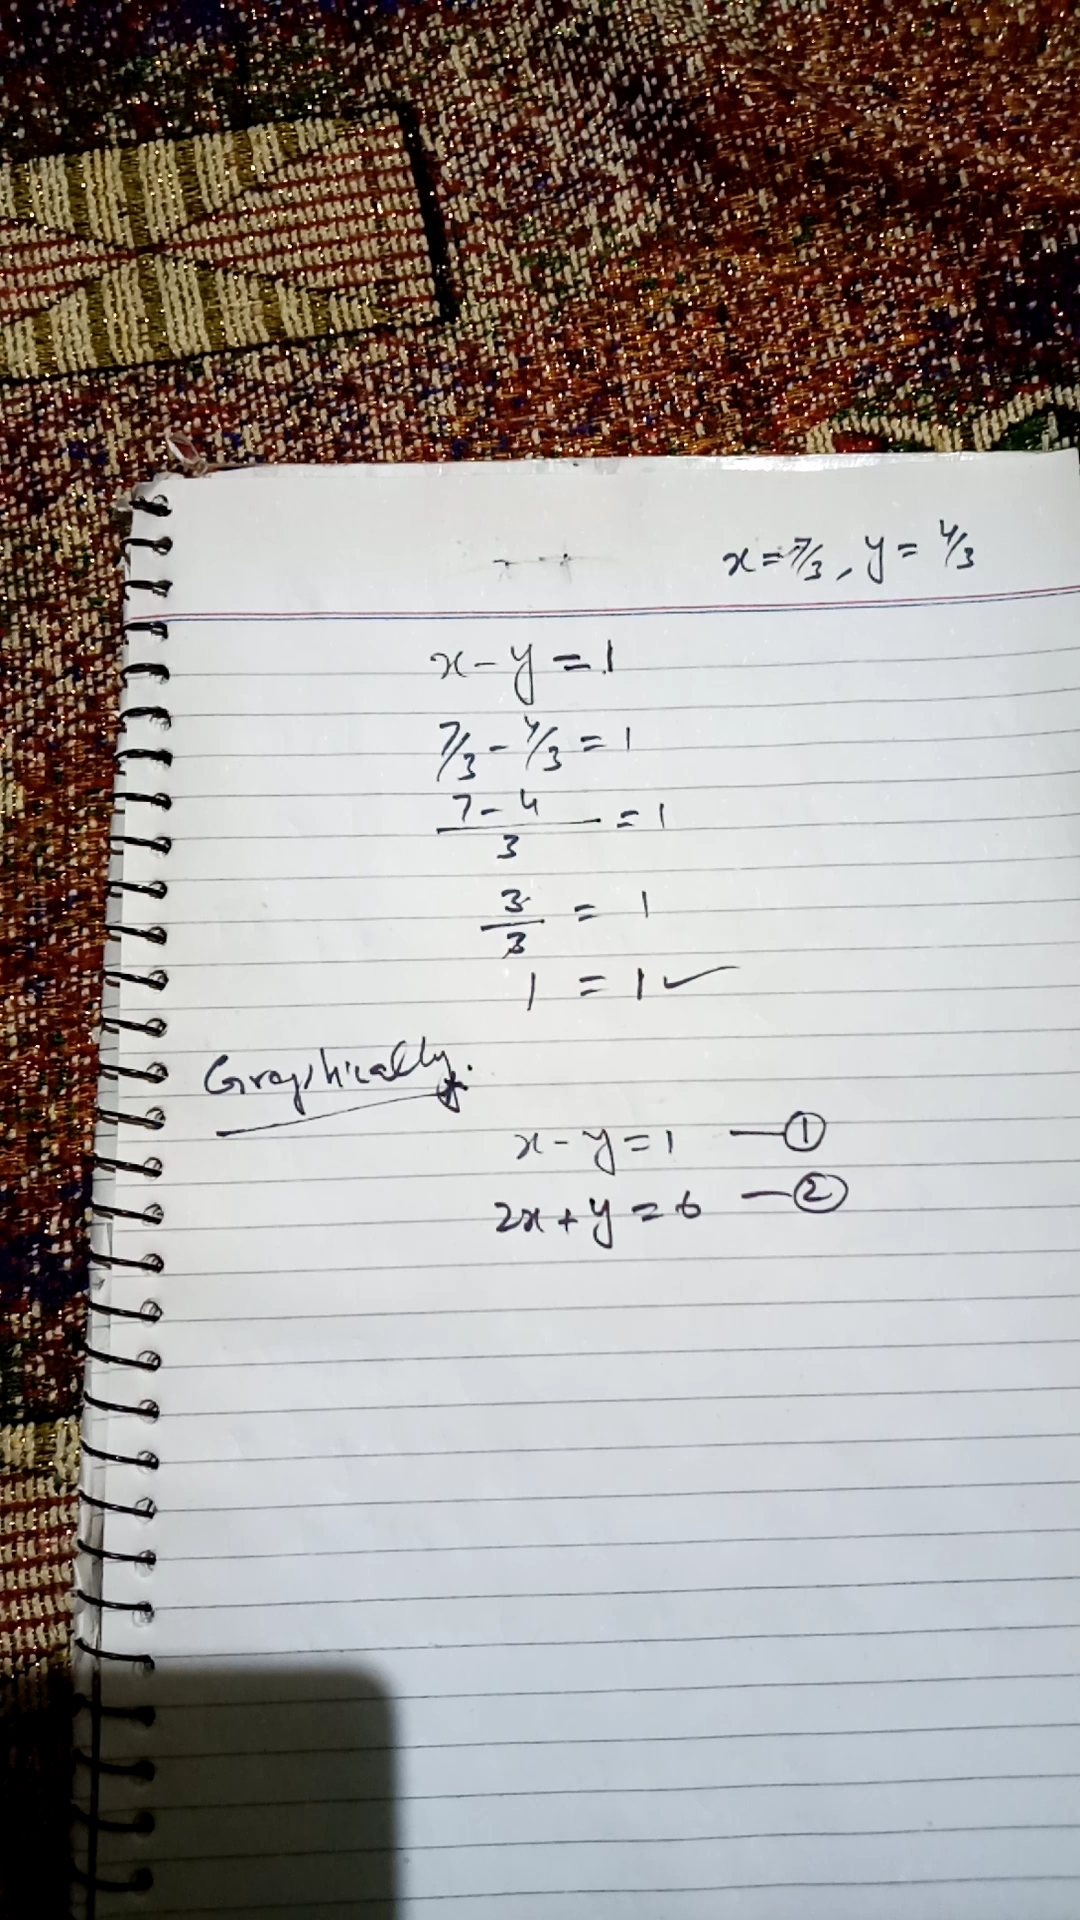 x = 7/3, y = 4/3
x - y = 1
7/3 - 4/3 = 1
7 - 4
3
= 1
3
3
= 1
1 = 1 ✓
Graphically.
x - y = 1 — ①
2x + y = 6 — ②